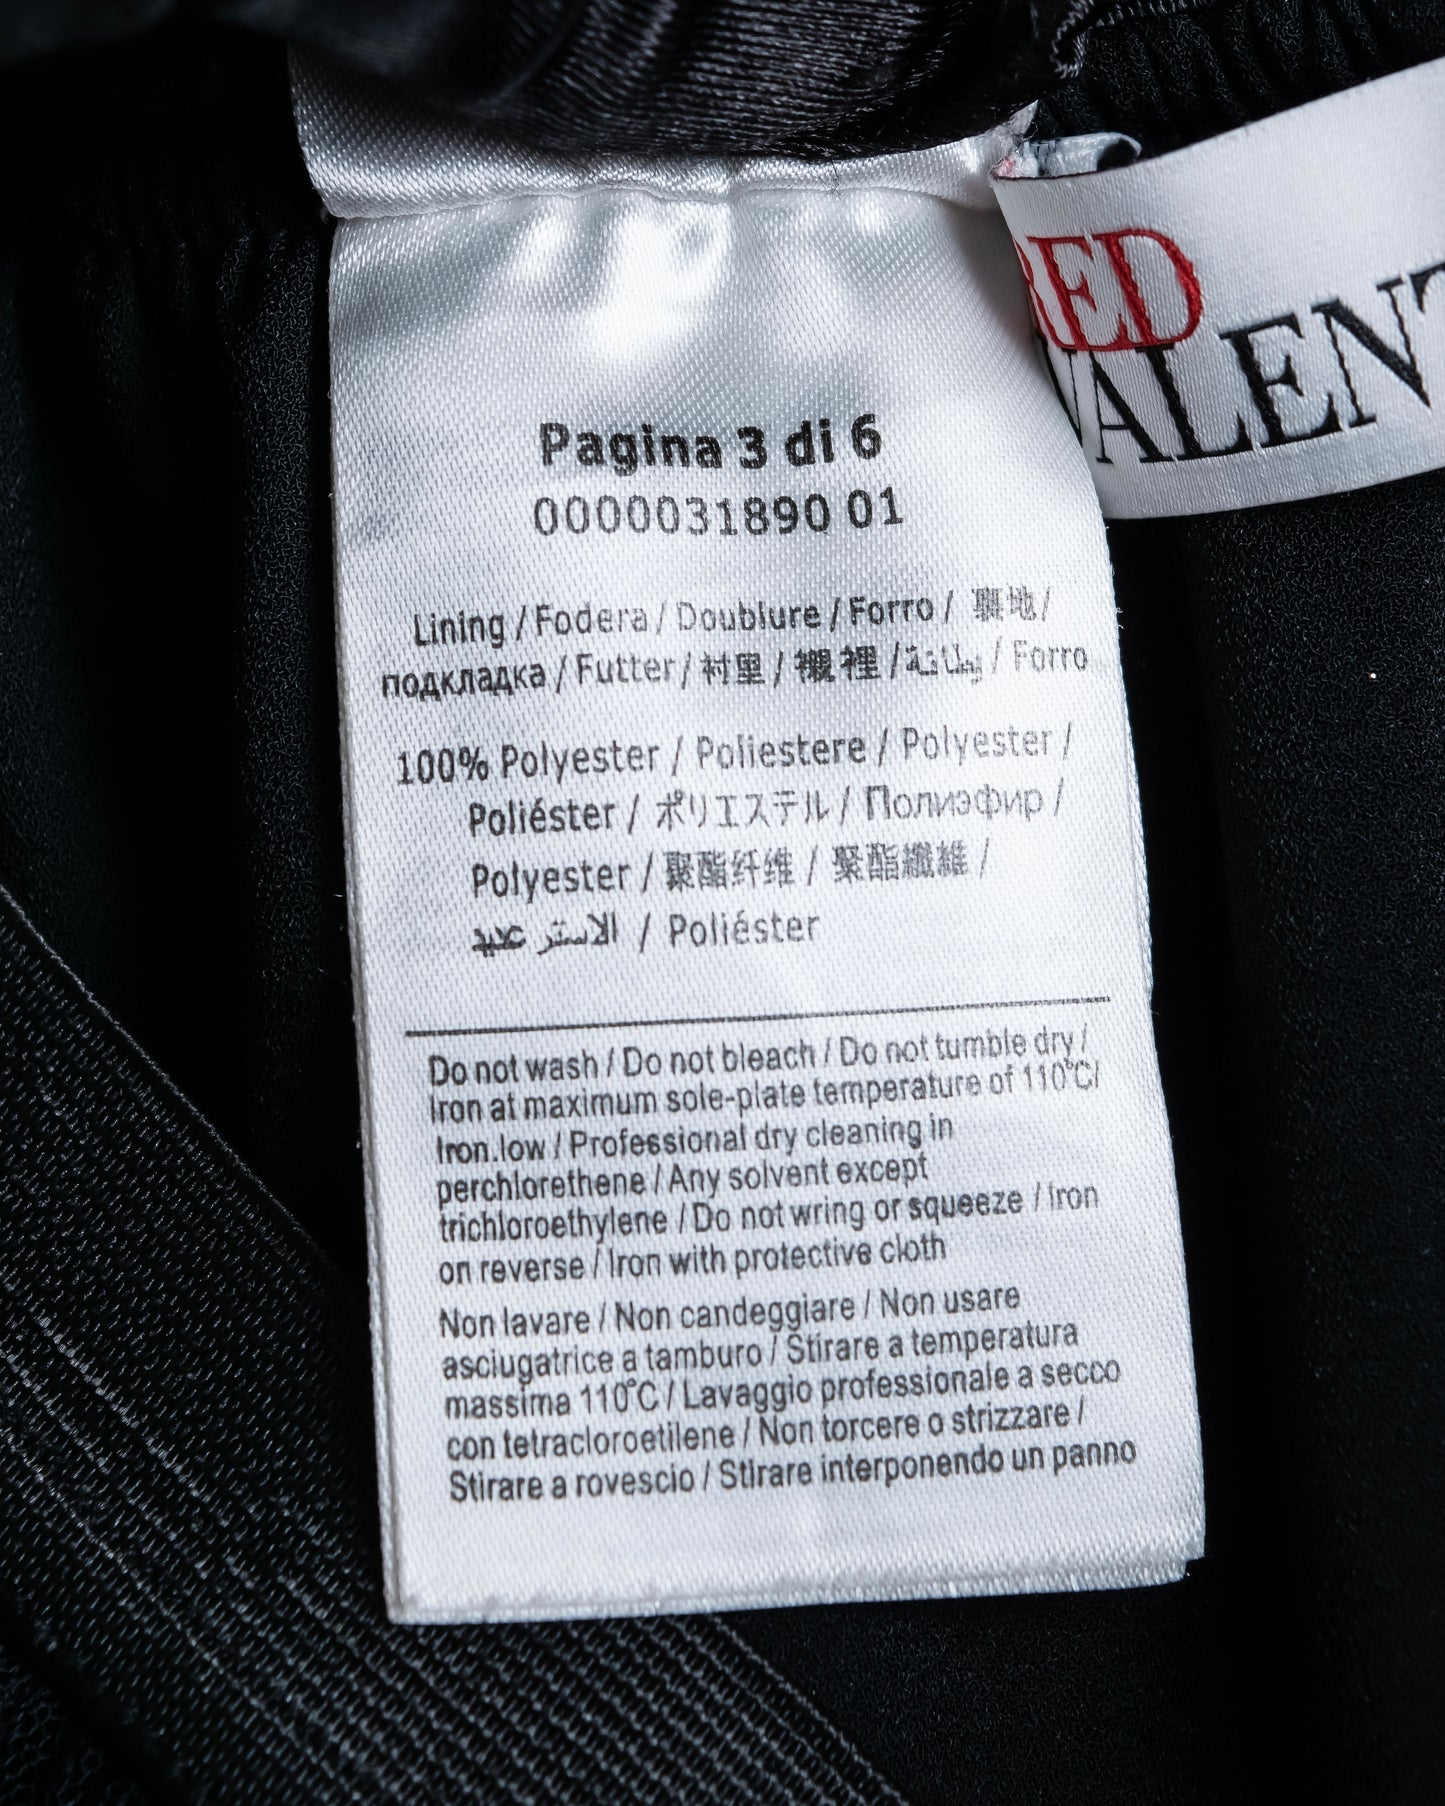 RED
VALENT
Pagina 3 di 6
0000031890 01
Lining / Fodera / Doublure / Forro / 裏地 /
подкладка / Futter / 衬里 / 襯裡 / بطانة / Forro
100% Polyester / Poliestere / Polyester /
Poliéster / ポリエステル / Полиэфир /
Polyester / 聚酯纤维 / 聚酯纖維 /
الاستر / Poliéster
Do not wash / Do not bleach / Do not tumble dry /
Iron at maximum sole-plate temperature of 110°C/
Iron.low / Professional dry cleaning in
perchlorethene / Any solvent except
trichloroethylene / Do not wring or squeeze / Iron
on reverse / Iron with protective cloth
Non lavare / Non candeggiare / Non usare
asciugatrice a tamburo / Stirare a temperatura
massima 110°C / Lavaggio professionale a secco
con tetracloroetilene / Non torcere o strizzare /
Stirare a rovescio / Stirare interponendo un panno